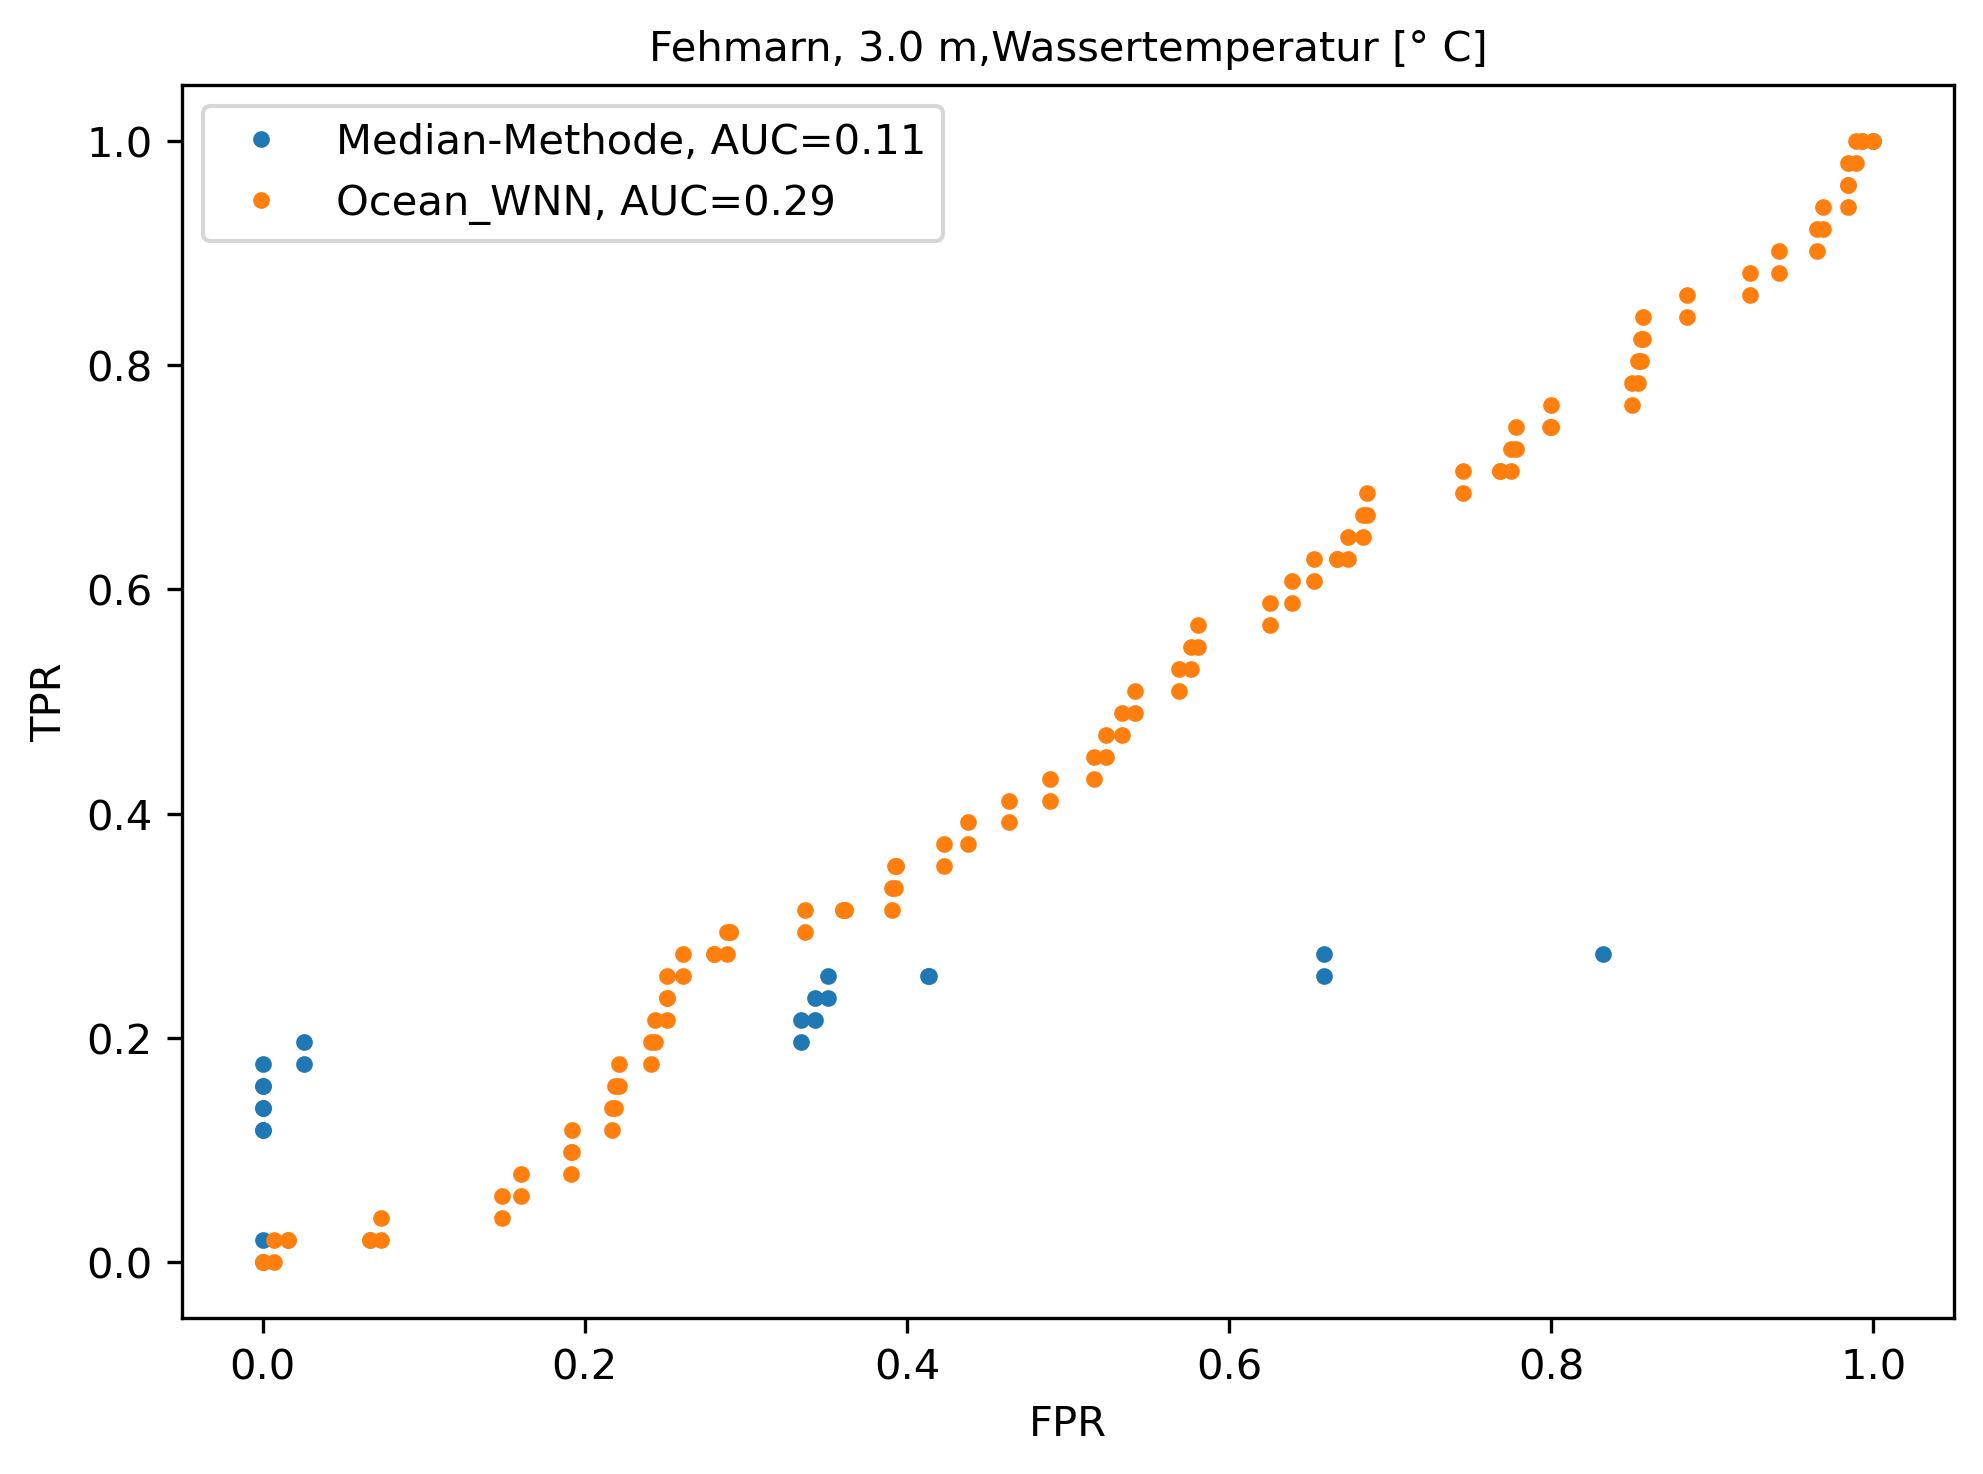 Fehmarn, 3.0 m,Wassertemperatur [° C]
Median-Methode, AUC=0.11
Ocean_WNN, AUC=0.29
1.0
0.8
0.6
0.4
0.2
0.0
TPR
0.0 0.2 0.4 0.6 0.8 1.0
FPR